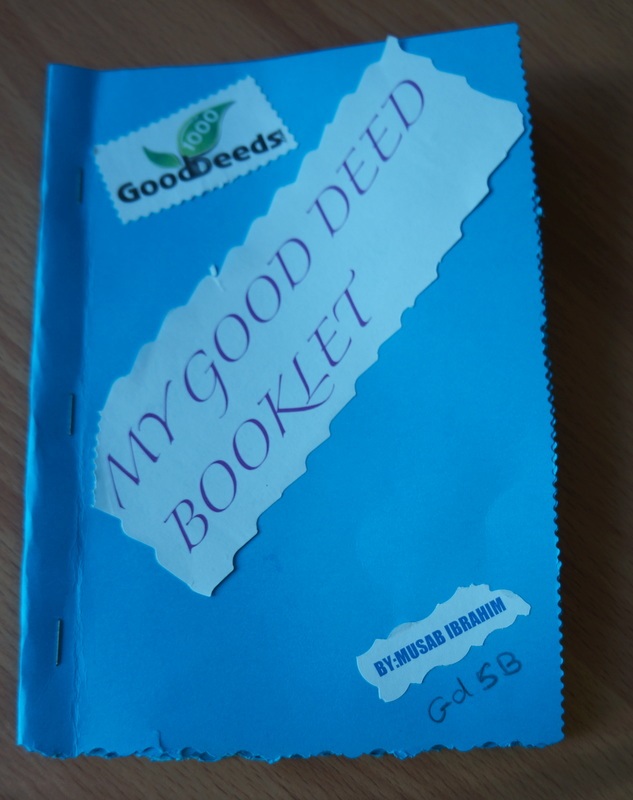 1000
GoodDeeds
MY GOOD DEED
BOOKLET
BY:MUSAB IBRAHIM
Gd 5B